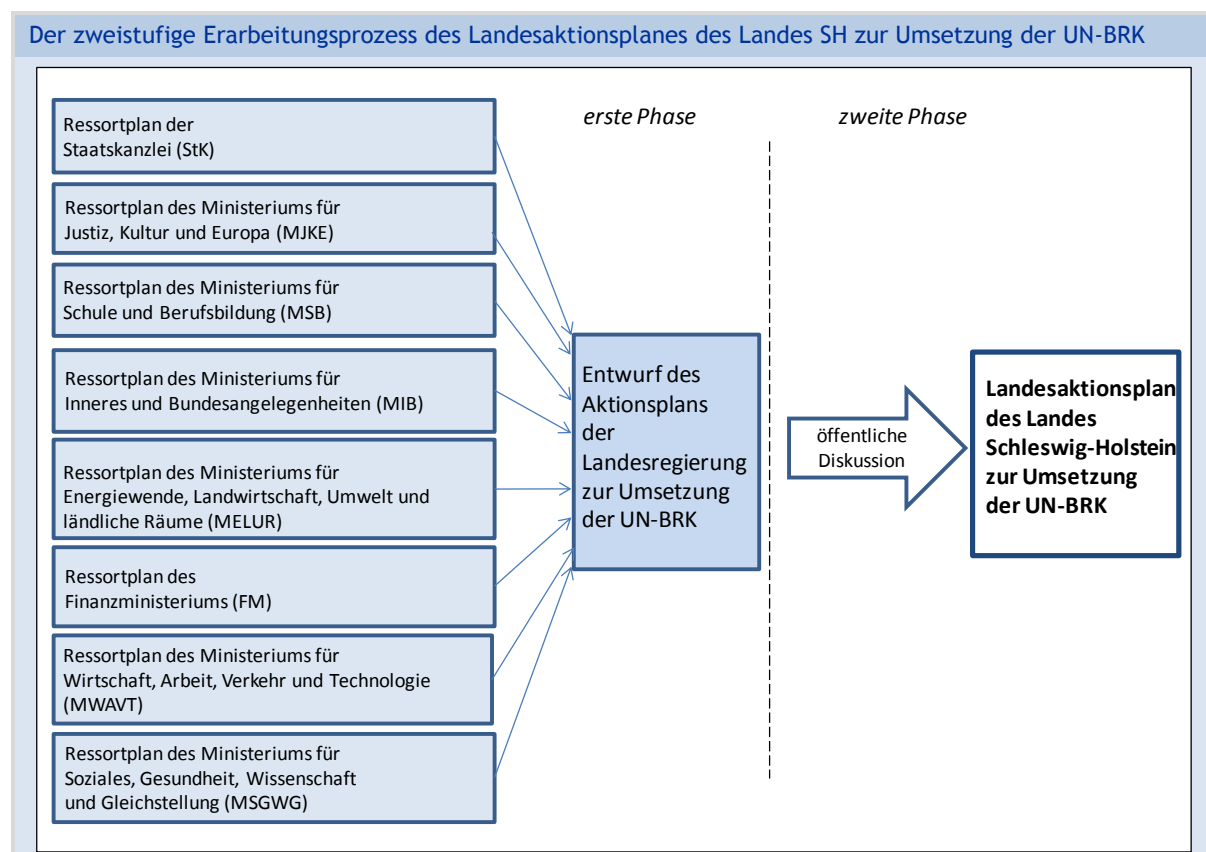 Der zweistufige Erarbeitungsprozess des Landesaktionsplanes des Landes SH zur Umsetzung der UN-BRK
erste Phase
zweite Phase
Ressortplan der
Staatskanzlei (StK)
Ressortplan des Ministeriums für
Justiz, Kultur und Europa (MJKE)
Ressortplan des Ministeriums für
Schule und Berufsbildung (MSB)
Ressortplan des Ministeriums für
Inneres und Bundesangelegenheiten (MIB)
Ressortplan des Ministeriums für
Energiewende, Landwirtschaft, Umwelt und
ländliche Räume (MELUR)
Ressortplan des
Finanzministeriums (FM)
Ressortplan des Ministeriums für
Wirtschaft, Arbeit, Verkehr und Technologie
(MWAVT)
Ressortplan des Ministeriums für
Soziales, Gesundheit, Wissenschaft
und Gleichstellung (MSGWG)
Entwurf des
Aktionsplans
der
Landesregierung
zur Umsetzung
der UN-BRK
öffentliche
Diskussion
Landesaktionsplan
des Landes
Schleswig-Holstein
zur Umsetzung
der UN-BRK